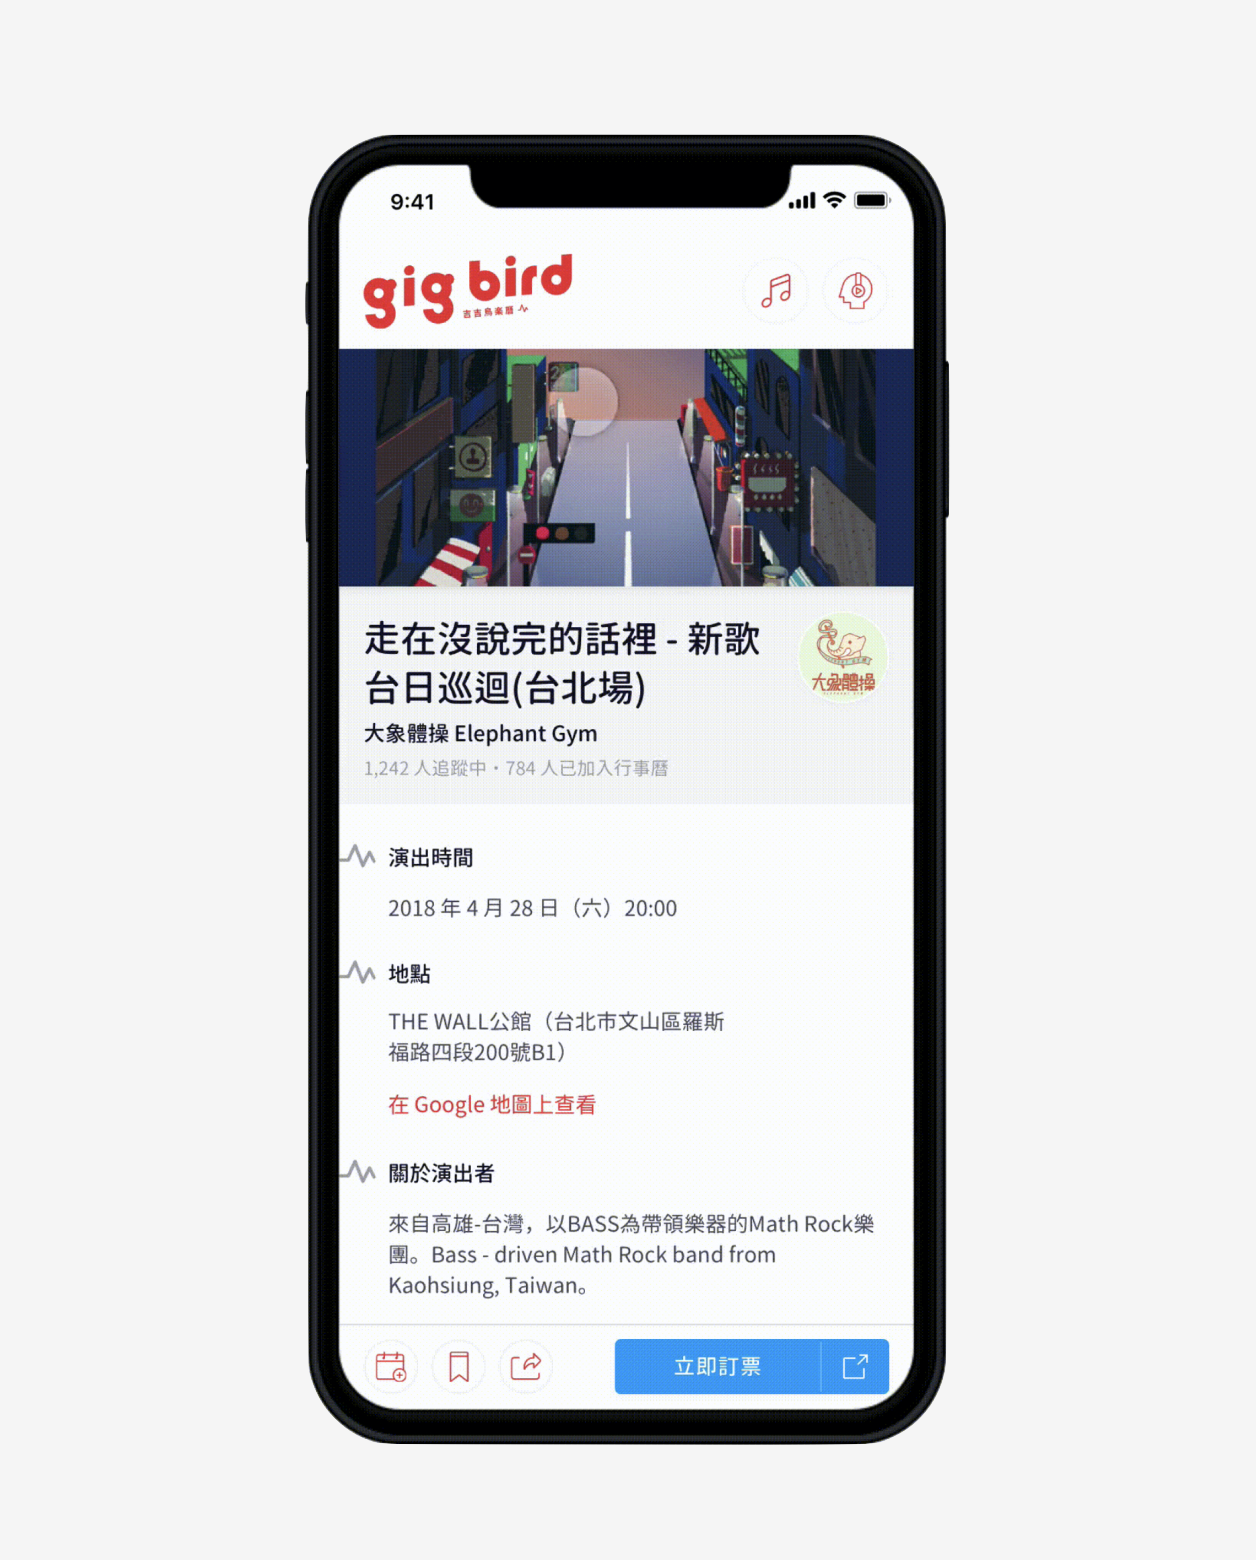 9:41
gig bird
吉吉鳥樂曆
走在沒說完的話裡 - 新歌
台日巡迴(台北場)
大象體操
大象體操 Elephant Gym
1,242 人追蹤中・784 人已加入行事曆
演出時間
2018 年 4 月 28 日（六）20:00
地點
THE WALL公館（台北市文山區羅斯
福路四段200號B1）
在 Google 地圖上查看
關於演出者
來自高雄-台灣，以BASS為帶領樂器的Math Rock樂
團。Bass - driven Math Rock band from
Kaohsiung, Taiwan。
立即訂票